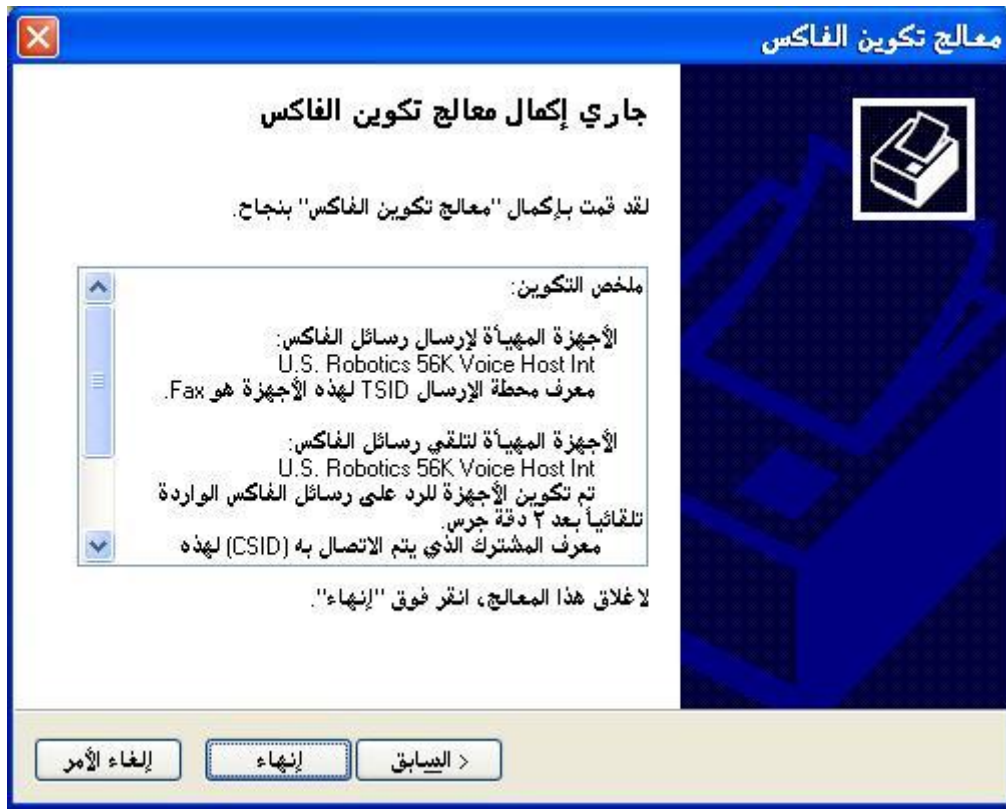 معالج تكوين الفاكس
جاري إكمال معالج تكوين الفاكس
لقد قمت بإكمال "معالج تكوين الفاكس" بنجاح.
ملخص التكوين:
الأجهزة المهيأة لإرسال رسائل الفاكس:
U.S. Robotics 56K Voice Host Int
معرف محطة الإرسال TSID لهذه الأجهزة هو Fax.
الأجهزة المهيأة لتلقي رسائل الفاكس:
U.S. Robotics 56K Voice Host Int
تم تكوين الأجهزة للرد على رسائل الفاكس الواردة
تلقائياً بعد ٢ دقة جرس.
معرف المشترك الذي يتم الاتصال به (CSID) لهذه
لاغلاق هذا المعالج، انقر فوق "إنهاء".
< السابق
إنهاء
إلغاء الأمر